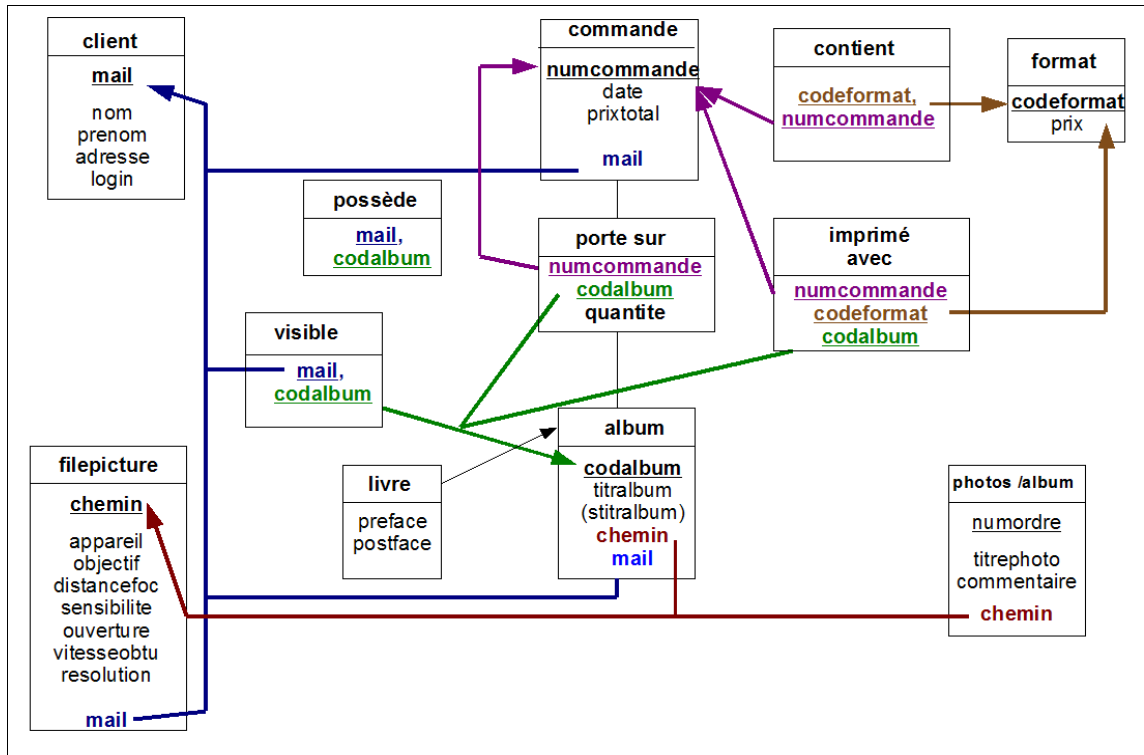 client
mail
nom
prenom
adresse
login
commande
numcommande
date
prixtotal
mail
contient
codeformat,
numcommande
format
codeformat
prix
possède
mail,
codalbum
porte sur
numcommande
codalbum
quantite
imprimé
avec
numcommande
codeformat
codalbum
visible
mail,
codalbum
filepicture
chemin
appareil
objectif
distancefoc
sensibilite
ouverture
vitesseobtu
resolution
mail
livre
preface
postface
album
codalbum
titralbum
(stitralbum)
chemin
mail
photos /album
numordre
titrephoto
commentaire
chemin